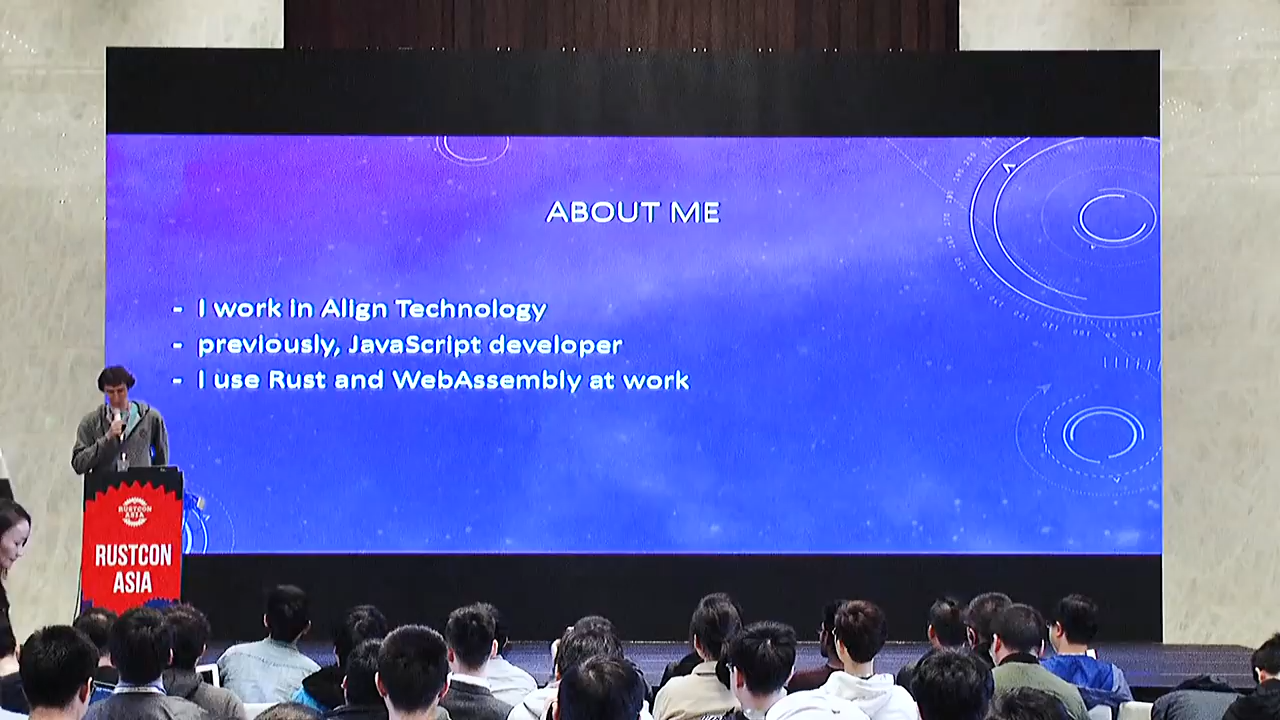 ABOUT ME
- I work in Align Technology
- previously, JavaScript developer
- I use Rust and WebAssembly at work
RUSTCON
ASIA
RUSTCON
ASIA